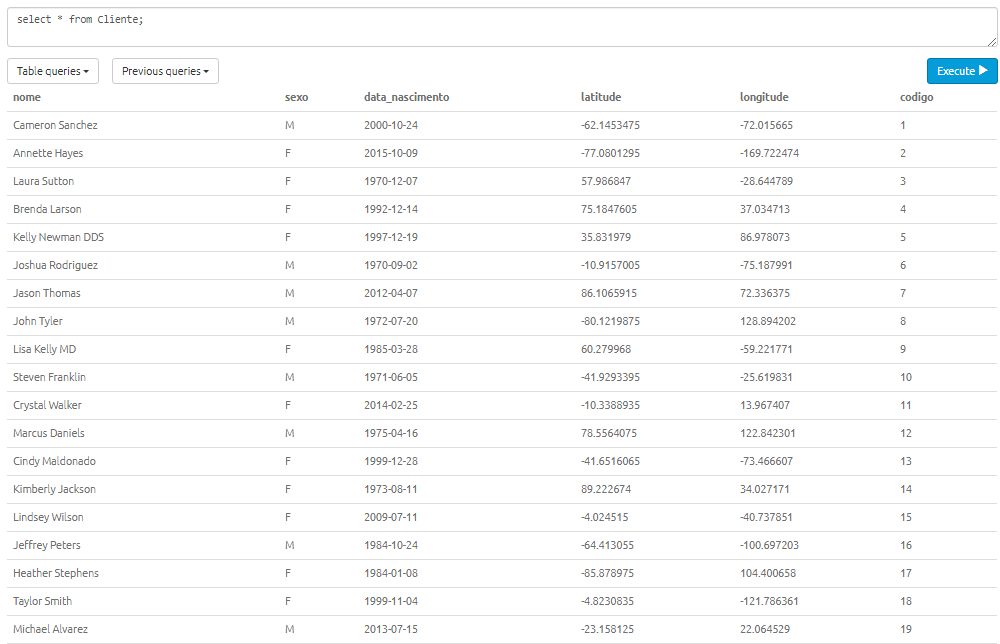 select * from Cliente;
Table queries Previous queries Execute
nome sexo data_nascimento latitude longitude codigo
Cameron Sanchez M 2000-10-24 -62.1453475 -72.015665 1
Annette Hayes F 2015-10-09 -77.0801295 -169.722474 2
Laura Sutton F 1970-12-07 57.986847 -28.644789 3
Brenda Larson F 1992-12-14 75.1847605 37.034713 4
Kelly Newman DDS F 1997-12-19 35.831979 86.978073 5
Joshua Rodriguez M 1970-09-02 -10.9157005 -75.187991 6
Jason Thomas M 2012-04-07 86.1065915 72.336375 7
John Tyler M 1972-07-20 -80.1219875 128.894202 8
Lisa Kelly MD F 1985-03-28 60.279968 -59.221771 9
Steven Franklin M 1971-06-05 -41.9293395 -25.619831 10
Crystal Walker F 2014-02-25 -10.3388935 13.967407 11
Marcus Daniels M 1975-04-16 78.5564075 122.842301 12
Cindy Maldonado F 1999-12-28 -41.6516065 -73.466607 13
Kimberly Jackson F 1973-08-11 89.222674 34.027171 14
Lindsey Wilson F 2009-07-11 -4.024515 -40.737851 15
Jeffrey Peters M 1984-10-24 -64.413055 -100.697203 16
Heather Stephens F 1984-01-08 -85.878975 104.400658 17
Taylor Smith F 1999-11-04 -4.8230835 -121.786361 18
Michael Alvarez M 2013-07-15 -23.158125 22.064529 19